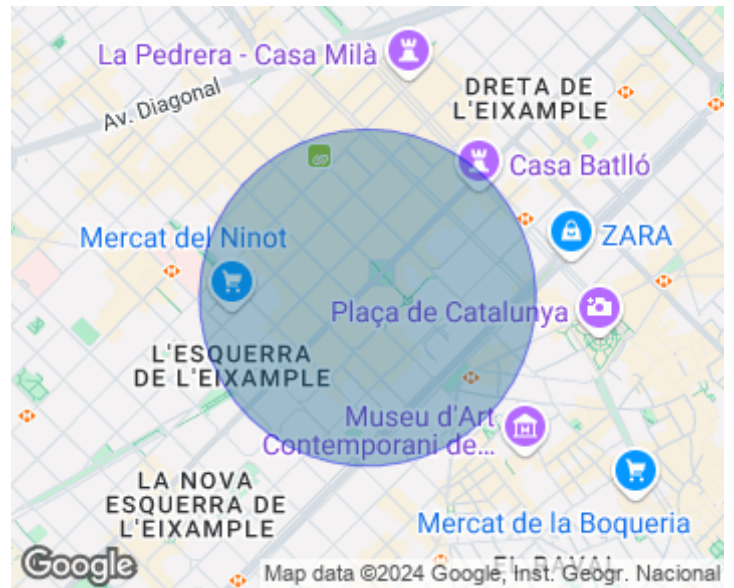 La Pedrera - Casa Milà
DRETA DE
L'EIXAMPLE
Av. Diagonal
Casa Batlló
Mercat del Ninot
ZARA
Plaça de Catalunya
L'ESQUERRA
DE L'EIXAMPLE
Museu d'Art
Contemporani de...
LA NOVA
ESQUERRA DE
L'EIXAMPLE
Mercat de la Boqueria
EL RAVAL
Google
Map data ©2024 Google, Inst. Geogr. Nacional